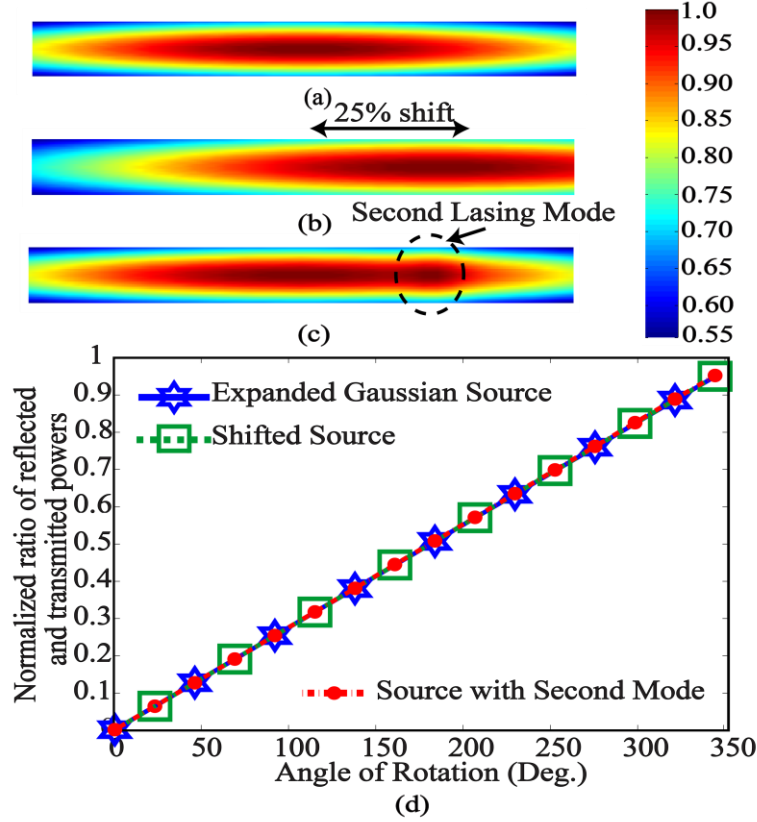 1.0
0.95
0.90
0.85
0.80
0.75
0.70
0.65
0.60
0.55
(a)
25% shift
(b)
Second Lasing Mode
(c)
Normalized ratio of reflected
and transmitted powers
1
0.9
0.8
0.7
0.6
0.5
0.4
0.3
0.2
0.1
0
Expanded Gaussian Source
Shifted Source
Source with Second Mode
0 50 100 150 200 250 300 350
Angle of Rotation (Deg.)
(d)